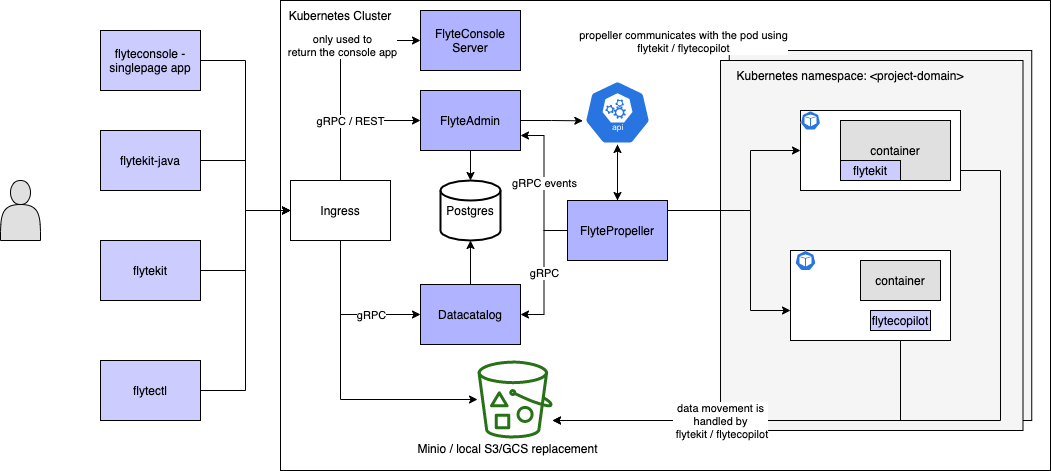 Kubernetes Cluster
flyteconsole -
singlepage app
flytekit-java
flytekit
flytectl
only used to
return the console app
FlyteConsole
Server
gRPC / REST
FlyteAdmin
api
gRPC events
Ingress
Postgres
FlytePropeller
gRPC
gRPC
Datacatalog
Minio / local S3/GCS replacement
propeller communicates with the pod using
flytekit / flytecopilot
Kubernetes namespace: <project-domain>
container
flytekit
container
flytecopilot
data movement is
handled by
flytekit / flytecopilot